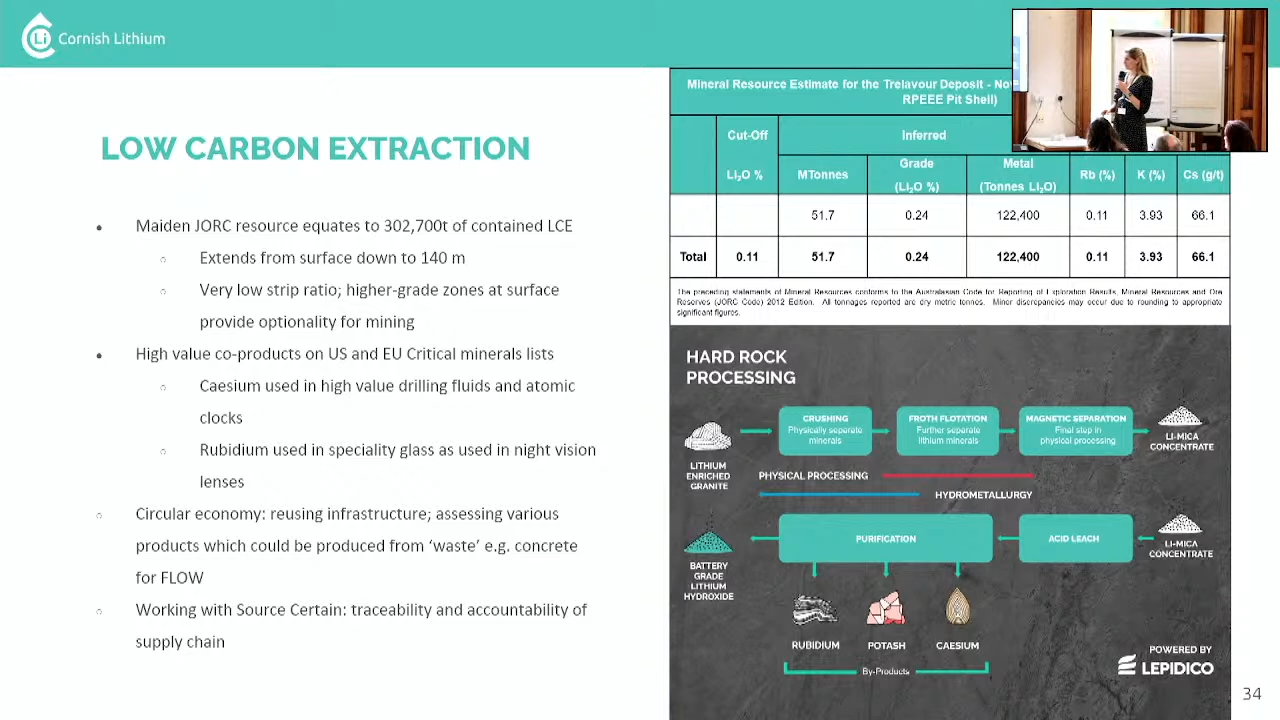 Li
Cornish Lithium
LOW CARBON EXTRACTION
• Maiden JORC resource equates to 302,700t of contained LCE
○ Extends from surface down to 140 m
○ Very low strip ratio; higher-grade zones at surface
provide optionality for mining
• High value co-products on US and EU Critical minerals lists
○ Caesium used in high value drilling fluids and atomic
clocks
○ Rubidium used in speciality glass as used in night vision
lenses
○ Circular economy: reusing infrastructure; assessing various
products which could be produced from ‘waste’ e.g. concrete
for FLOW
○ Working with Source Certain: traceability and accountability of
supply chain
Mineral Resource Estimate for the Trelavour Deposit -
RPEEE Pit Shell)
Cut-Off
Li₂O %
Inferred
MTonnes
Grade
(Li₂O %)
Metal
(Tonnes Li₂O)
Rb (%)
K (%)
Cs (g/t)
51.7 0.24 122,400 0.11 3.93 66.1
Total 0.11 51.7 0.24 122,400 0.11 3.93 66.1
The preceding statements of Mineral Resources conforms to the Australasian Code for Reporting of Exploration Results, Mineral Resources and Ore
Reserves (JORC Code) 2012 Edition. All tonnages reported are dry metric tonnes. Minor discrepancies may occur due to rounding to appropriate
significant figures.
HARD ROCK
PROCESSING
LITHIUM
ENRICHED
GRANITE
CRUSHING
Physically separate
minerals
FROTH FLOTATION
Further separate
lithium minerals
MAGNETIC SEPARATION
Final step in
physical processing
LI-MICA
CONCENTRATE
PHYSICAL PROCESSING
HYDROMETALLURGY
BATTERY
GRADE
LITHIUM
HYDROXIDE
PURIFICATION
ACID LEACH
LI-MICA
CONCENTRATE
RUBIDIUM
POTASH
CAESIUM
By-Products
POWERED BY
LEPIDICO
34